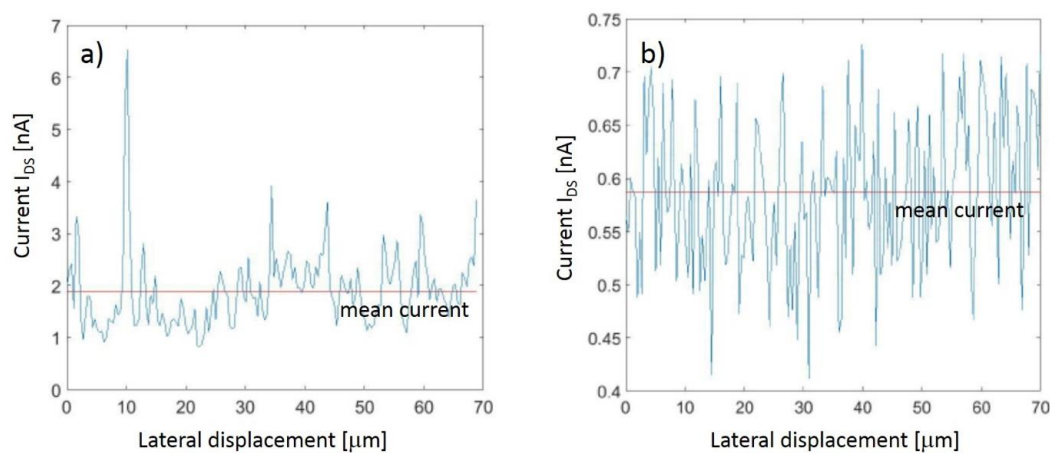 a)
7
6
5
4
3
2
1
0
Current I_DS [nA]
mean current
0 10 20 30 40 50 60 70
Lateral displacement [μm]
b)
0.75
0.7
0.65
0.6
0.55
0.5
0.45
0.4
Current I_DS [nA]
mean current
0 10 20 30 40 50 60 70
Lateral displacement [μm]